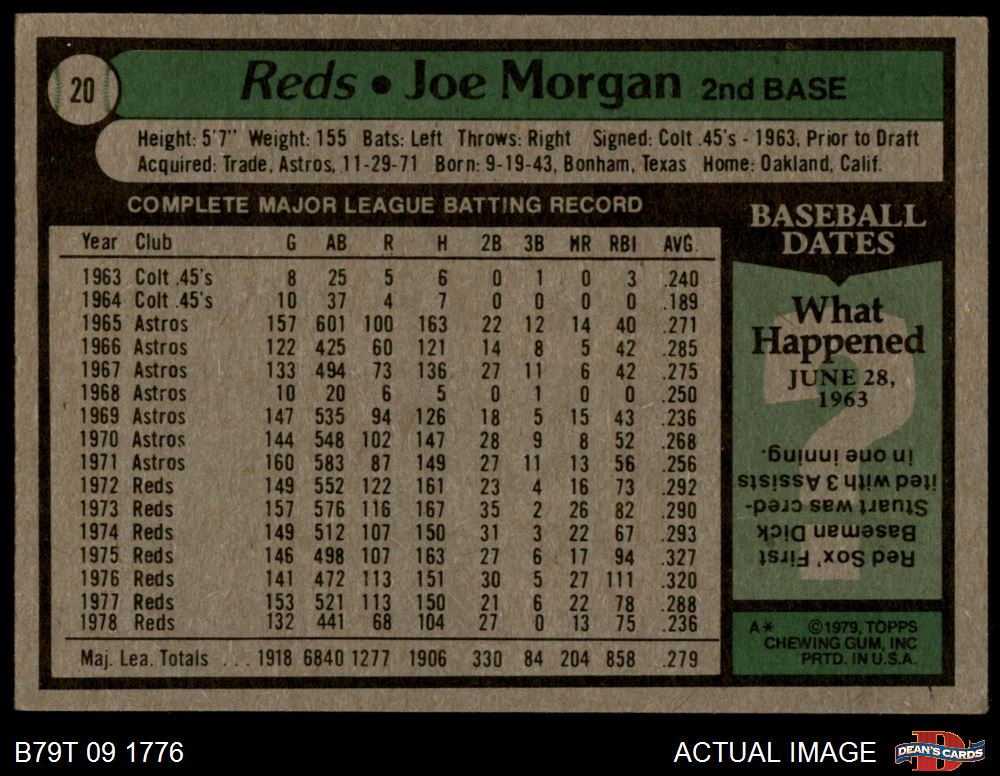 20
Reds • Joe Morgan 2nd BASE
Height: 5'7" Weight: 155 Bats: Left Throws: Right Signed: Colt .45's - 1963, Prior to Draft
Acquired: Trade, Astros, 11-29-71 Born: 9-19-43, Bonham, Texas Home: Oakland, Calif.
COMPLETE MAJOR LEAGUE BATTING RECORD
Year Club G AB R H 2B 3B HR RBI AVG.
1963 Colt .45's 8 25 5 6 0 1 0 3 .240
1964 Colt .45's 10 37 4 7 0 0 0 0 .189
1965 Astros 157 601 100 163 22 12 14 40 .271
1966 Astros 122 425 60 121 14 8 5 42 .285
1967 Astros 133 494 73 136 27 11 6 42 .275
1968 Astros 10 20 6 5 0 1 0 0 .250
1969 Astros 147 535 94 126 18 5 15 43 .236
1970 Astros 144 548 102 147 28 9 8 52 .268
1971 Astros 160 583 87 149 27 11 13 56 .256
1972 Reds 149 552 122 161 23 4 16 73 .292
1973 Reds 157 576 116 167 35 2 26 82 .290
1974 Reds 149 512 107 150 31 3 22 67 .293
1975 Reds 146 498 107 163 27 6 17 94 .327
1976 Reds 141 472 113 151 30 5 27 111 .320
1977 Reds 153 521 113 150 21 6 22 78 .288
1978 Reds 132 441 68 104 27 0 13 75 .236
Maj. Lea. Totals . . . 1918 6840 1277 1906 330 84 204 858 .279
BASEBALL
DATES
What
Happened
JUNE 28,
1963
Red Sox' First
Baseman Dick
Stuart was cred-
ited with 3 Assists
in one inning.
A* ©1979, TOPPS
CHEWING GUM, INC
PRTD. IN U.S.A.
B79T 09 1776
ACTUAL IMAGE
DEAN'S CARDS